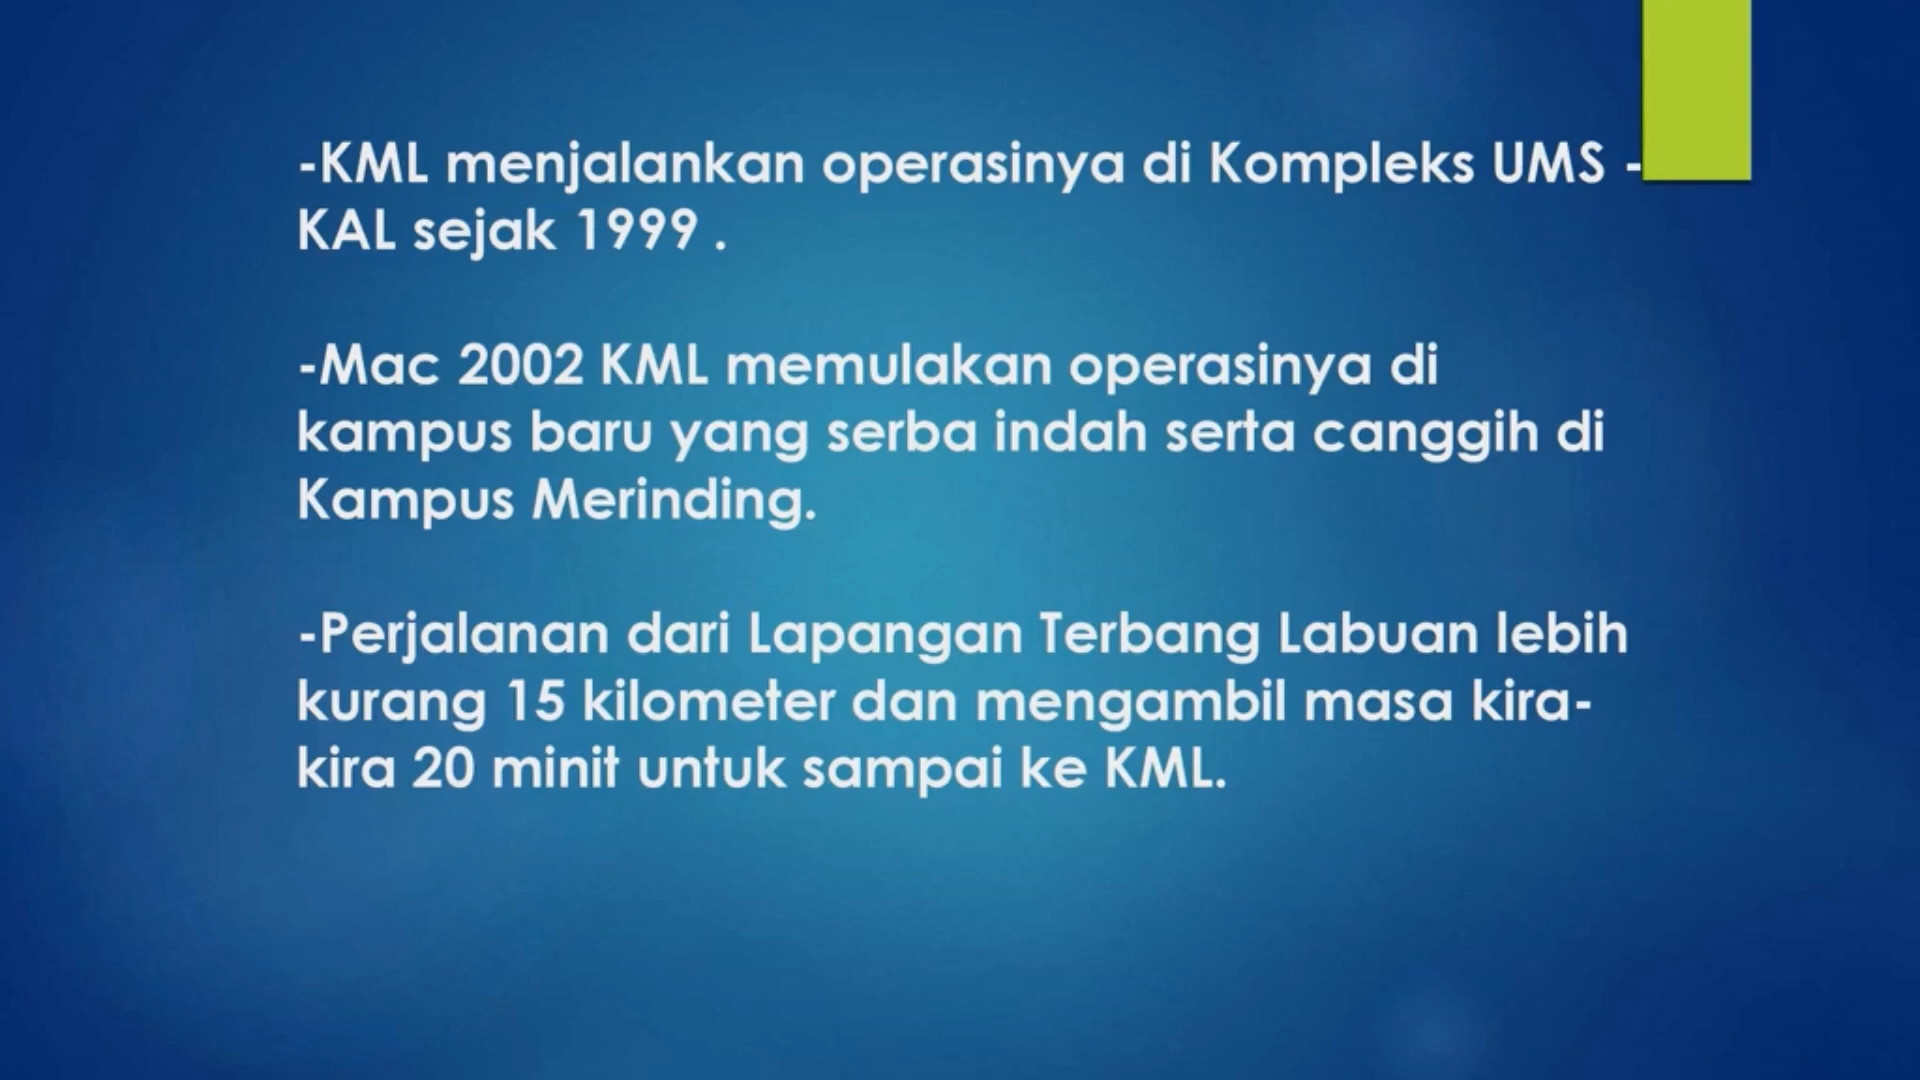 -KML menjalankan operasinya di Kompleks UMS -
KAL sejak 1999 .
-Mac 2002 KML memulakan operasinya di
kampus baru yang serba indah serta canggih di
Kampus Merinding.
-Perjalanan dari Lapangan Terbang Labuan lebih
kurang 15 kilometer dan mengambil masa kira-
kira 20 minit untuk sampai ke KML.